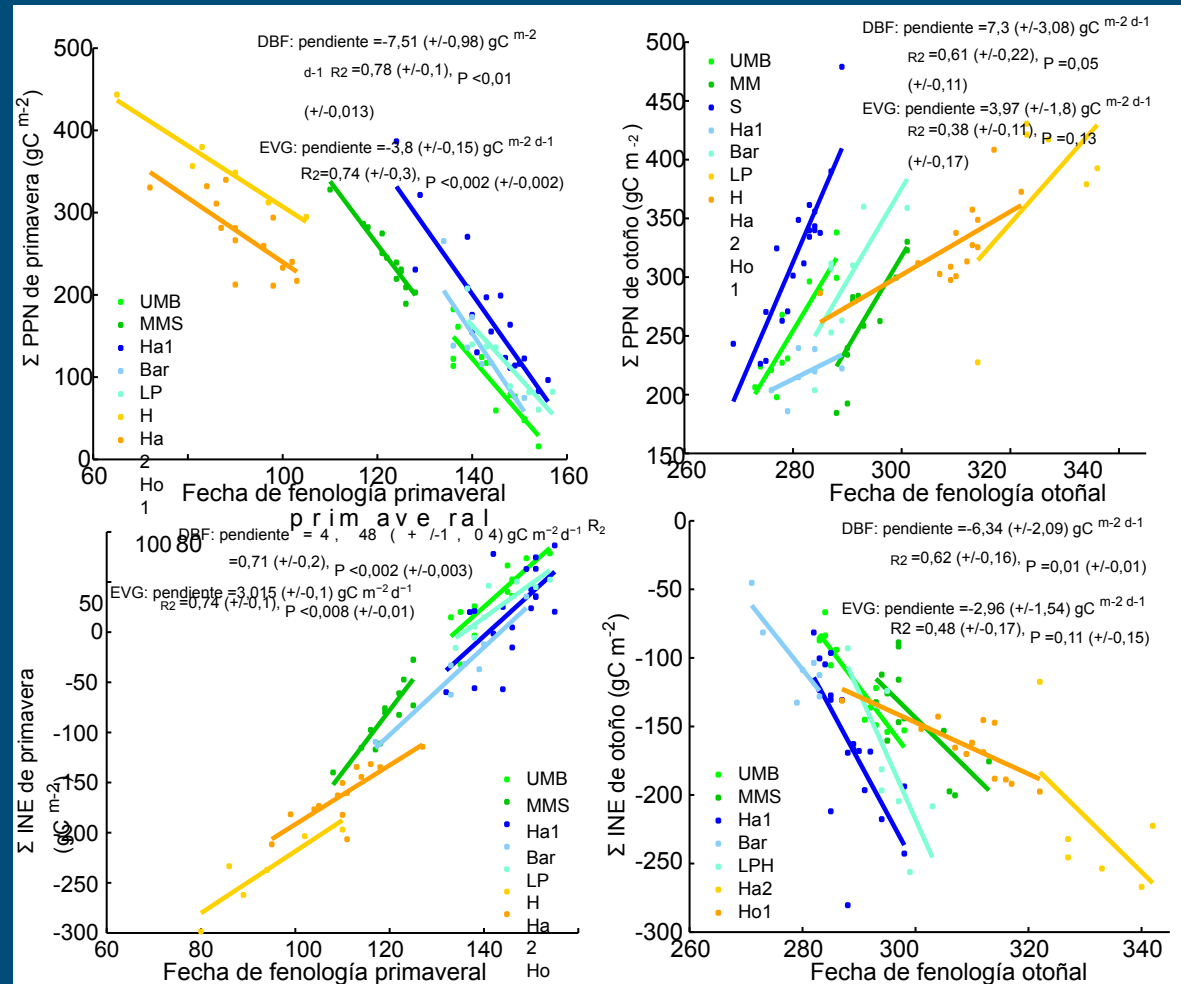 DBF: pendiente =-7,51 (+/-0,98) gC m-2
d-1 R2 =0,78 (+/-0,1), P <0,01
(+/-0,013)
EVG: pendiente =-3,8 (+/-0,15) gC m-2 d-1
R2=0,74 (+/-0,3), P <0,002 (+/-0,002)
Σ PPN de primavera (gC m-2)
500
400
300
200
100
0
60
100
120
140
160
UMB
MMS
Ha1
Bar
LP
H
Ha
2
Ho
1
Fecha de fenología primaveral
DBF: pendiente =7,3 (+/-3,08) gC m-2 d-1
R2 =0,61 (+/-0,22), P =0,05
(+/-0,11)
EVG: pendiente =3,97 (+/-1,8) gC m-2 d-1
R2 =0,38 (+/-0,11), P =0,13
(+/-0,17)
Σ PPN de otoño (gC m-2)
500
450
400
350
300
250
200
150
260
280
300
320
340
UMB
MM
S
Ha1
Bar
LP
H
Ha
2
Ho
1
Fecha de fenología otoñal
primaveral
DBF: pendiente = 4, 48 (+/-1, 04) gC m−2 d−1 R2
=0,71 (+/-0,2), P <0,002 (+/-0,003)
EVG: pendiente=3,015 (+/-0,1) gC m−2 d−1
R2 =0,74 (+/-0,1), P <0,008 (+/-0,01)
Σ INE de primavera
(gC m-2)
100 80
50
0
-50
-100
-150
-200
-250
-300
60
80
100
120
140
UMB
MMS
Ha1
Bar
LP
H
Ha
2
Ho
Fecha de fenología primaveral
DBF: pendiente =-6,34 (+/-2,09) gC m-2 d-1
R2 =0,62 (+/-0,16), P =0,01 (+/-0,01)
EVG: pendiente =-2,96 (+/-1,54) gC m-2 d-1
R2 =0,48 (+/-0,17), P =0,11 (+/-0,15)
Σ INE de otoño (gC m-2)
0
-50
-100
-150
-200
-250
-300
260
280
300
320
340
UMB
MMS
Ha1
Bar
LPH
Ha2
Ho1
Fecha de fenología otoñal